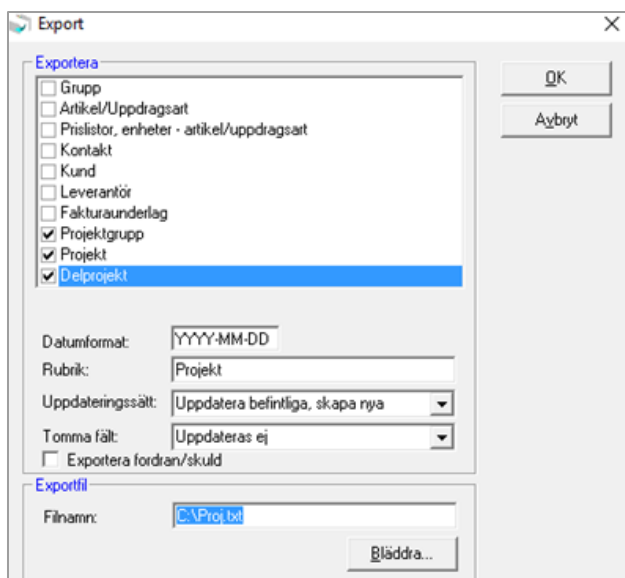 Export
Exportera
Grupp
Artikel/Uppdragsart
Prislistor, enheter - artikel/uppdragsart
Kontakt
Kund
Leverantör
Fakturaunderlag
Projektgrupp
Projekt
Delprojekt
OK
Avbryt
Datumformat: YYYY-MM-DD
Rubrik: Projekt
Uppdateringssätt: Uppdatera befintliga, skapa nya
Tomma fält: Uppdateras ej
Exportera fordran/skuld
Exportfil
Filnamn: C:\Proj.txt
Bläddra...